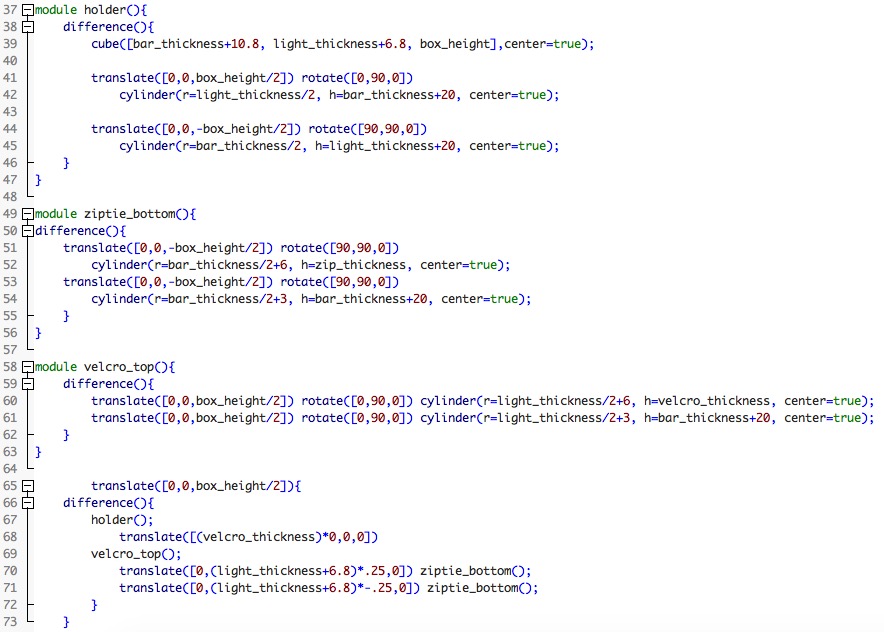 37 module holder(){
38     difference(){
39         cube([bar_thickness+10.8, light_thickness+6.8, box_height],center=true);
40
41         translate([0,0,box_height/2]) rotate([0,90,0])
42             cylinder(r=light_thickness/2, h=bar_thickness+20, center=true);
43
44         translate([0,0,-box_height/2]) rotate([90,90,0])
45             cylinder(r=bar_thickness/2, h=light_thickness+20, center=true);
46     }
47 }
48
49 module ziptie_bottom(){
50 difference(){
51     translate([0,0,-box_height/2]) rotate([90,90,0])
52         cylinder(r=bar_thickness/2+6, h=zip_thickness, center=true);
53     translate([0,0,-box_height/2]) rotate([90,90,0])
54         cylinder(r=bar_thickness/2+3, h=bar_thickness+20, center=true);
55     }
56 }
57
58 module velcro_top(){
59     difference(){
60         translate([0,0,box_height/2]) rotate([0,90,0]) cylinder(r=light_thickness/2+6, h=velcro_thickness, center=true);
61         translate([0,0,box_height/2]) rotate([0,90,0]) cylinder(r=light_thickness/2+3, h=bar_thickness+20, center=true);
62     }
63 }
64
65         translate([0,0,box_height/2]){
66     difference(){
67         holder();
68             translate([(velcro_thickness)*0,0,0])
69         velcro_top();
70             translate([0,(light_thickness+6.8)*.25,0]) ziptie_bottom();
71             translate([0,(light_thickness+6.8)*-.25,0]) ziptie_bottom();
72         }
73     }